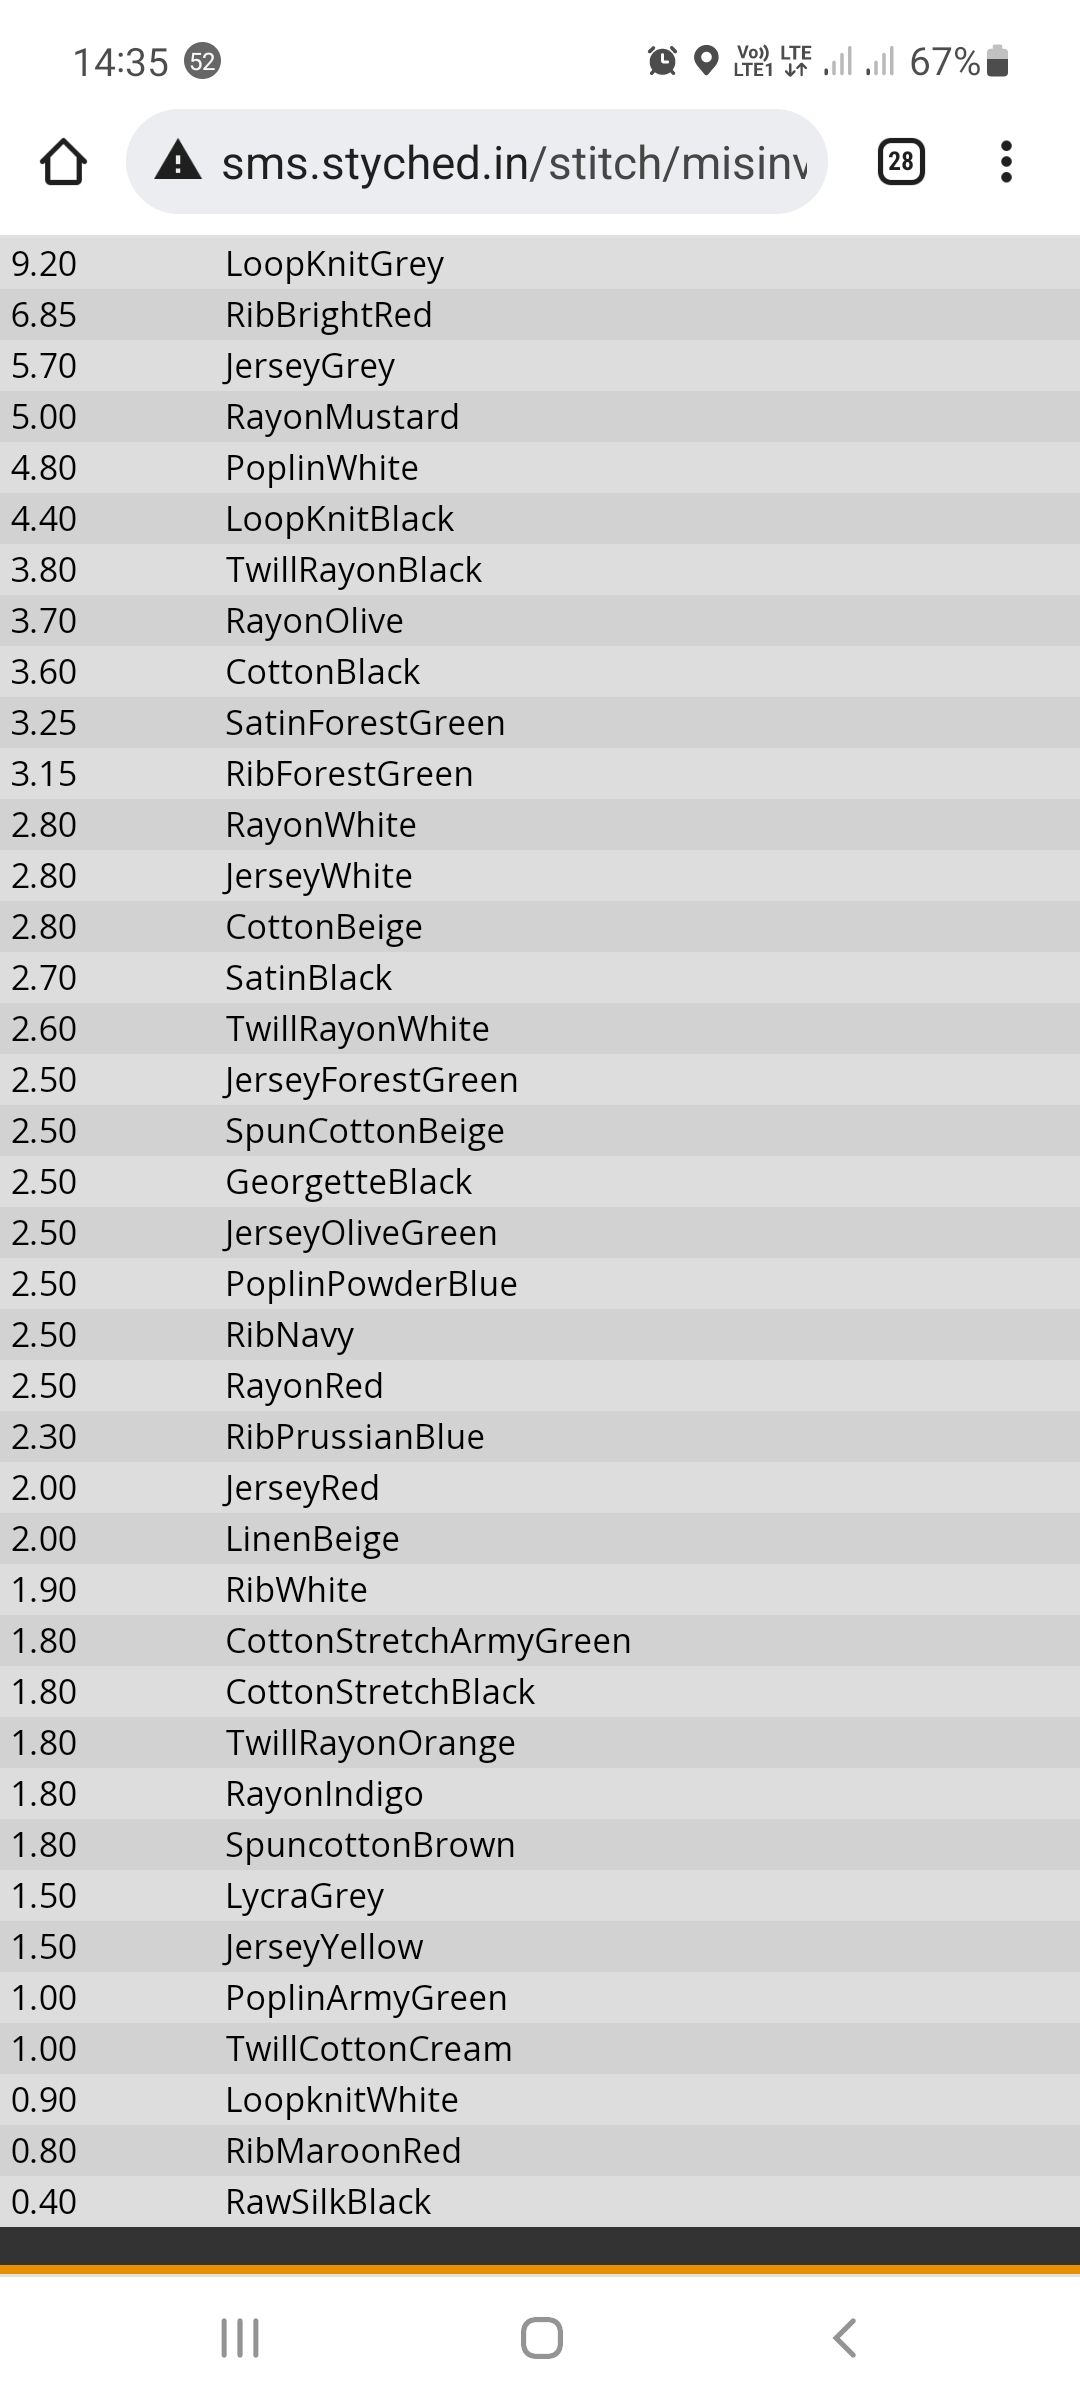 14:35 52 Vo)) LTE1 LTE 67%
sms.styched.in/stitch/misinv 28
9.20 LoopKnitGrey
6.85 RibBrightRed
5.70 JerseyGrey
5.00 RayonMustard
4.80 PoplinWhite
4.40 LoopKnitBlack
3.80 TwillRayonBlack
3.70 RayonOlive
3.60 CottonBlack
3.25 SatinForestGreen
3.15 RibForestGreen
2.80 RayonWhite
2.80 JerseyWhite
2.80 CottonBeige
2.70 SatinBlack
2.60 TwillRayonWhite
2.50 JerseyForestGreen
2.50 SpunCottonBeige
2.50 GeorgetteBlack
2.50 JerseyOliveGreen
2.50 PoplinPowderBlue
2.50 RibNavy
2.50 RayonRed
2.30 RibPrussianBlue
2.00 JerseyRed
2.00 LinenBeige
1.90 RibWhite
1.80 CottonStretchArmyGreen
1.80 CottonStretchBlack
1.80 TwillRayonOrange
1.80 RayonIndigo
1.80 SpuncottonBrown
1.50 LycraGrey
1.50 JerseyYellow
1.00 PoplinArmyGreen
1.00 TwillCottonCream
0.90 LoopknitWhite
0.80 RibMaroonRed
0.40 RawSilkBlack